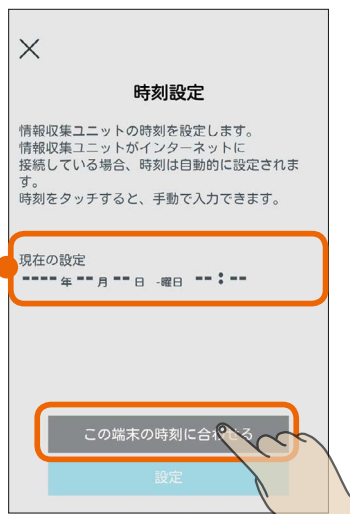 時刻設定
情報収集ユニットの時刻を設定します。
情報収集ユニットがインターネットに
接続している場合、時刻は自動的に設定されま
す。
時刻をタッチすると、手動で入力できます。
現在の設定
----年--月--日 -曜日 --:--
この端末の時刻に合わせる
設定